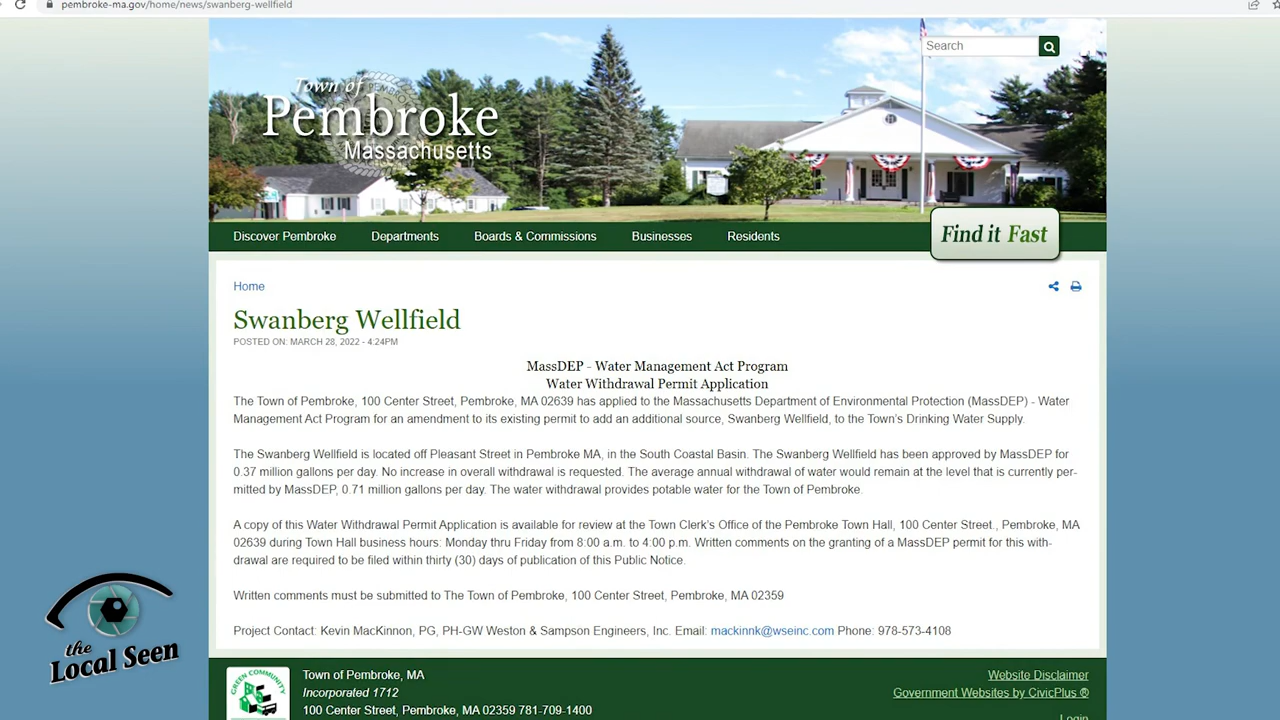 pembroke-ma.gov/home/news/swanberg-wellfield
Search
Town of
Pembroke
Massachusetts
Discover Pembroke Departments Boards & Commissions Businesses Residents
Find it Fast
Home
Swanberg Wellfield
POSTED ON: MARCH 28, 2022 - 4:24PM
MassDEP - Water Management Act Program
Water Withdrawal Permit Application
The Town of Pembroke, 100 Center Street, Pembroke, MA 02639 has applied to the Massachusetts Department of Environmental Protection (MassDEP) - Water
Management Act Program for an amendment to its existing permit to add an additional source, Swanberg Wellfield, to the Town's Drinking Water Supply.
The Swanberg Wellfield is located off Pleasant Street in Pembroke MA, in the South Coastal Basin. The Swanberg Wellfield has been approved by MassDEP for
0.37 million gallons per day. No increase in overall withdrawal is requested. The average annual withdrawal of water would remain at the level that is currently per-
mitted by MassDEP, 0.71 million gallons per day. The water withdrawal provides potable water for the Town of Pembroke.
A copy of this Water Withdrawal Permit Application is available for review at the Town Clerk's Office of the Pembroke Town Hall, 100 Center Street., Pembroke, MA
02639 during Town Hall business hours: Monday thru Friday from 8:00 a.m. to 4:00 p.m. Written comments on the granting of a MassDEP permit for this with-
drawal are required to be filed within thirty (30) days of publication of this Public Notice.
Written comments must be submitted to The Town of Pembroke, 100 Center Street, Pembroke, MA 02359
Project Contact: Kevin MacKinnon, PG, PH-GW Weston & Sampson Engineers, Inc. Email: mackinnk@wseinc.com Phone: 978-573-4108
the
Local Seen
GREEN COMMUNITY
Town of Pembroke, MA
Incorporated 1712
100 Center Street, Pembroke, MA 02359 781-709-1400
Website Disclaimer
Government Websites by CivicPlus ®
Login